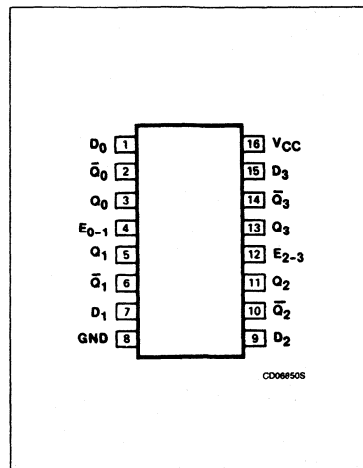 D0 1 16 VCC
Q̄0 2 15 D3
Q0 3 14 Q̄3
E0-1 4 13 Q3
Q1 5 12 E2-3
Q̄1 6 11 Q2
D1 7 10 Q̄2
GND 8 9 D2
CD06850S